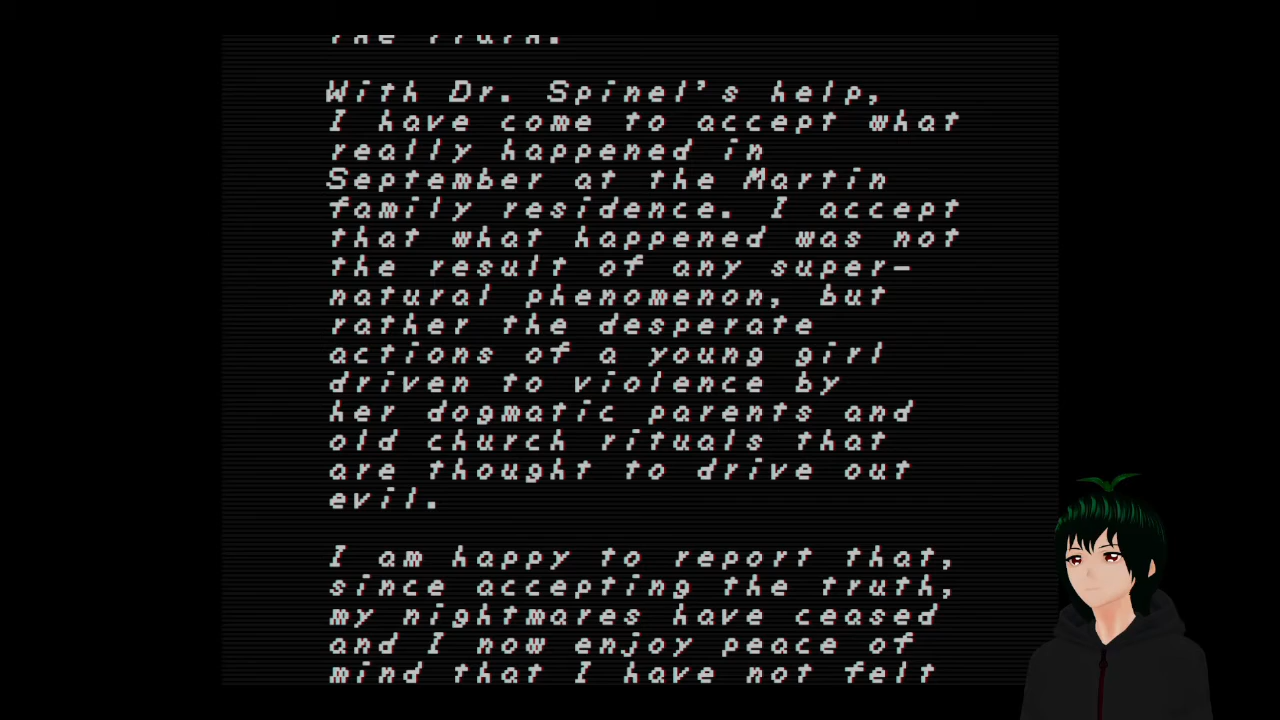 The truth.
With Dr. Spinel's help,
I have come to accept what
really happened in
September at the Martin
family residence. I accept
that what happened was not
the result of any super-
natural phenomenon, but
rather the desperate
actions of a young girl
driven to violence by
her dogmatic parents and
old church rituals that
are thought to drive out
evil.
I am happy to report that,
since accepting the truth,
my nightmares have ceased
and I now enjoy peace of
mind that I have not felt